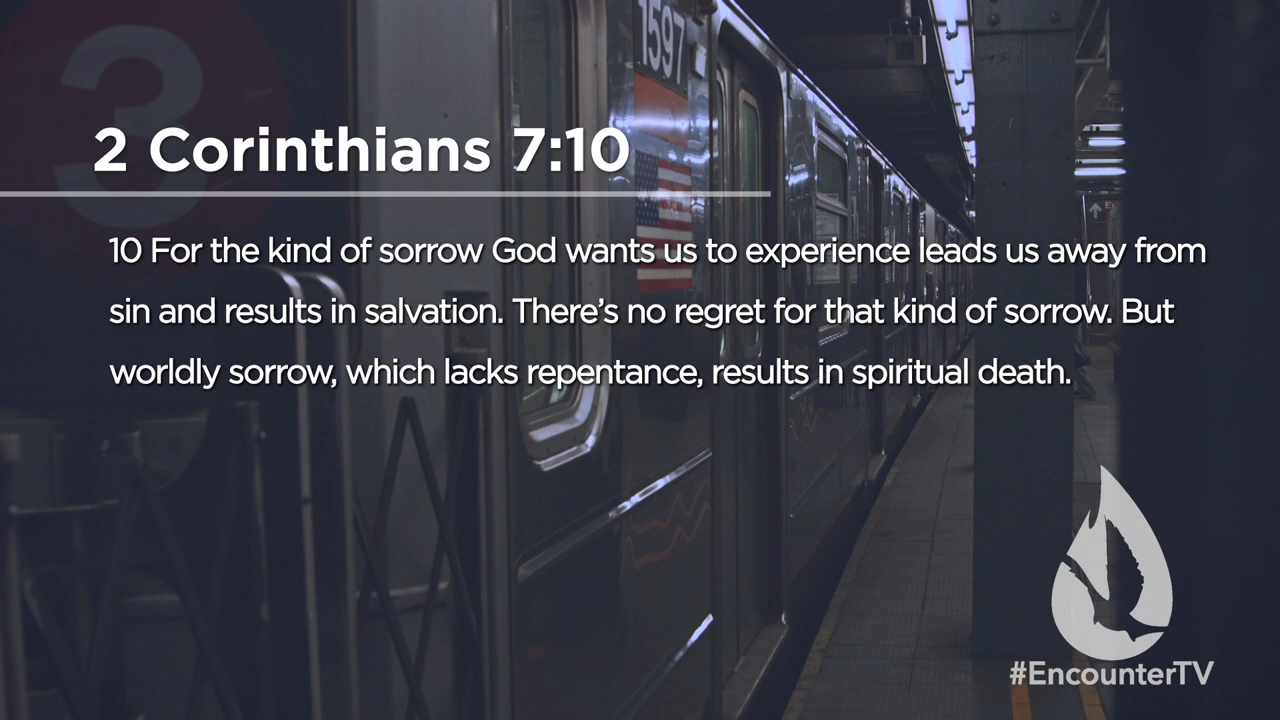 3
1597
2 Corinthians 7:10
10 For the kind of sorrow God wants us to experience leads us away from
sin and results in salvation. There's no regret for that kind of sorrow. But
worldly sorrow, which lacks repentance, results in spiritual death.
#EncounterTV